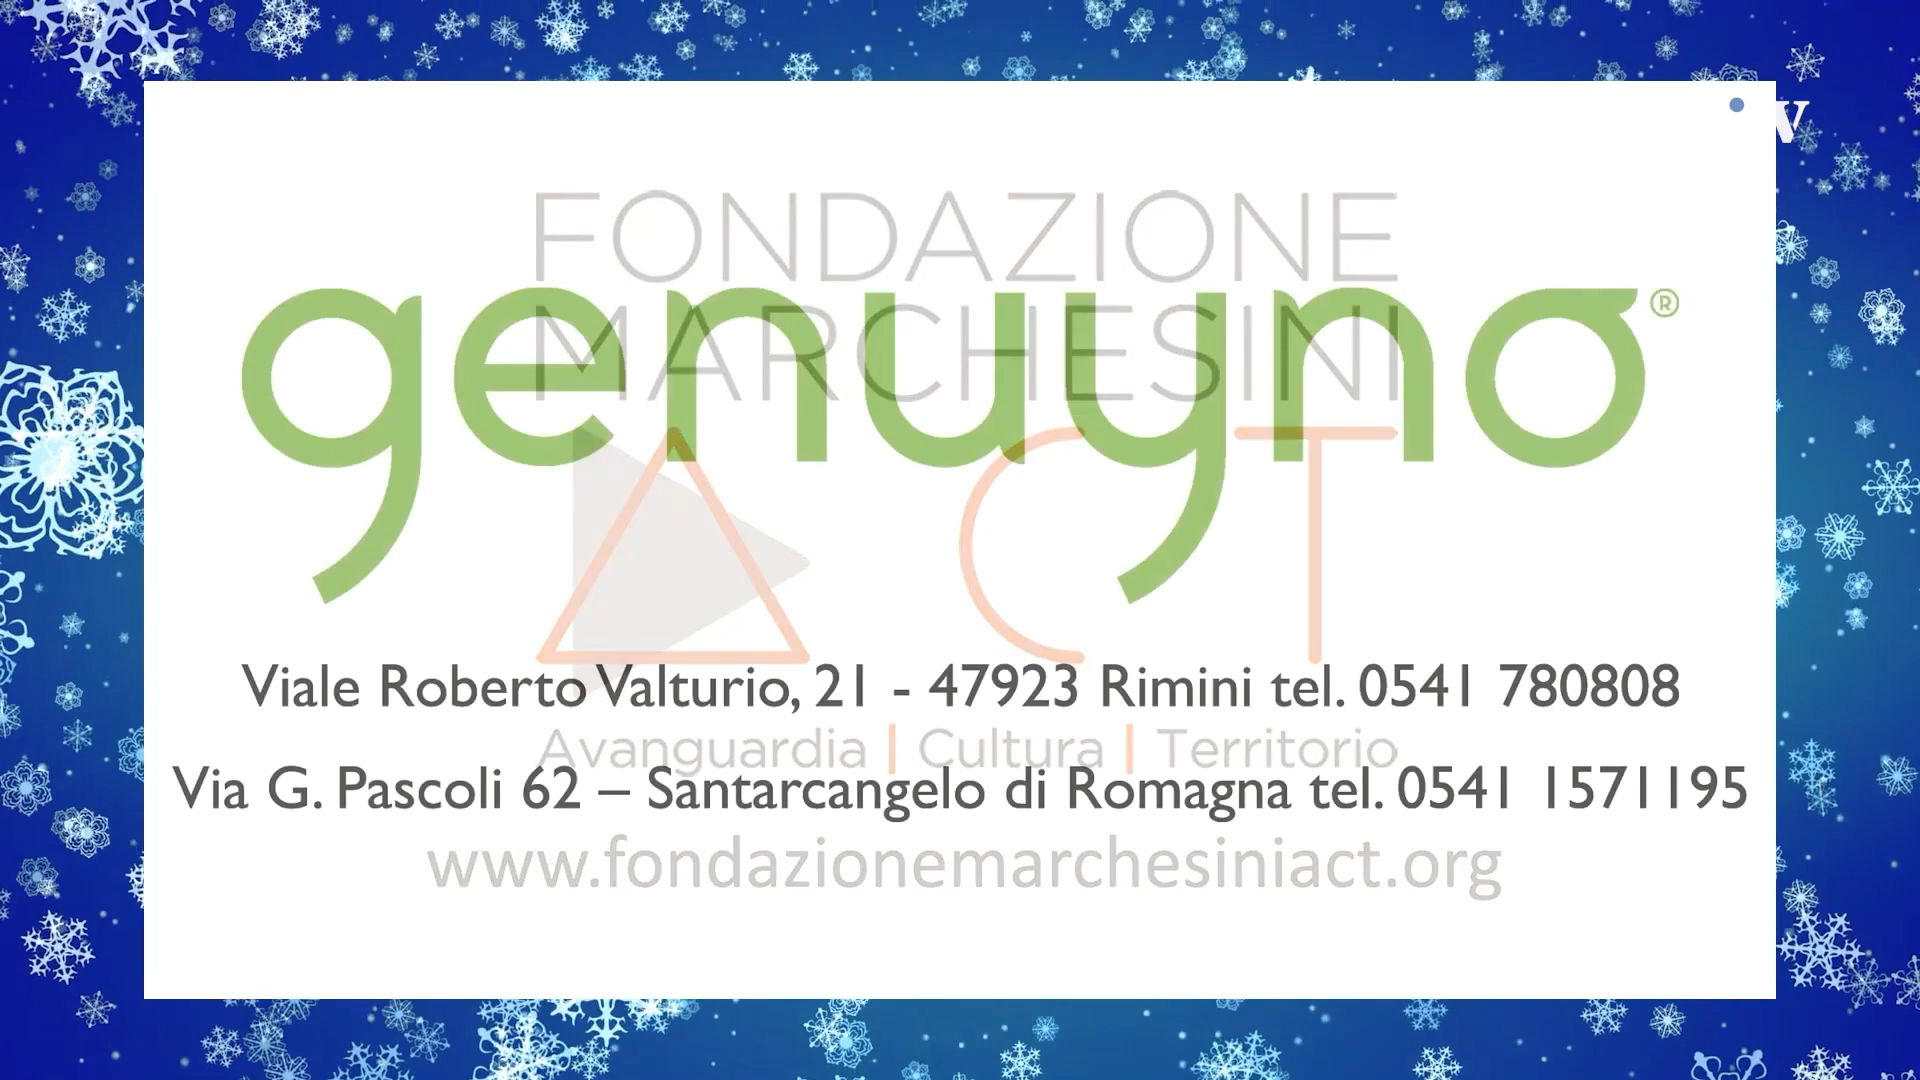 v
FONDAZIONE
genuyno®
MARCHESINI
ACT
Viale Roberto Valturio, 21 - 47923 Rimini tel. 0541 780808
Avanguardia | Cultura | Territorio
Via G. Pascoli 62 – Santarcangelo di Romagna tel. 0541 1571195
www.fondazionemarchesiniact.org